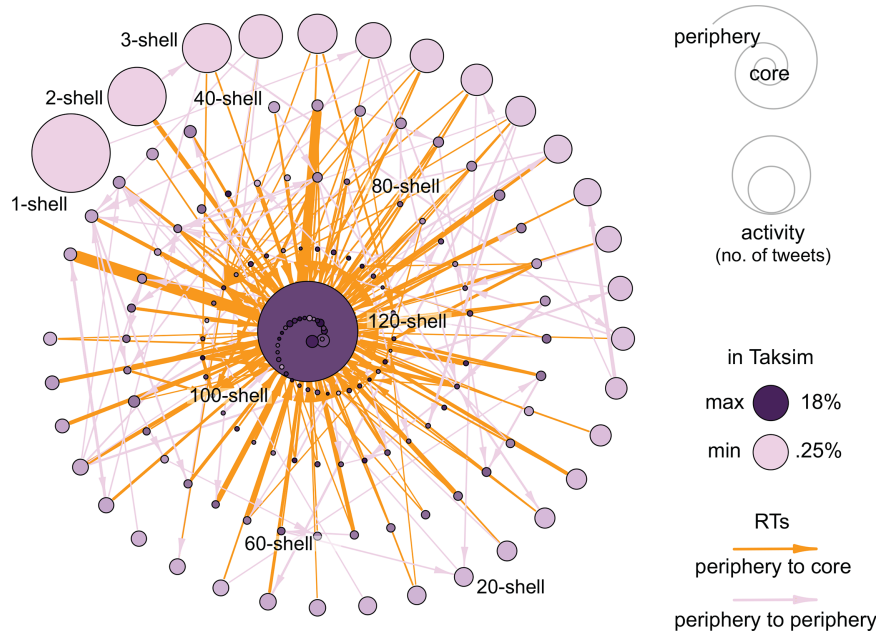 3-shell
2-shell
40-shell
1-shell
80-shell
120-shell
100-shell
60-shell
20-shell
periphery
core
activity
(no. of tweets)
in Taksim
max 18%
min .25%
RTs
periphery to core
periphery to periphery